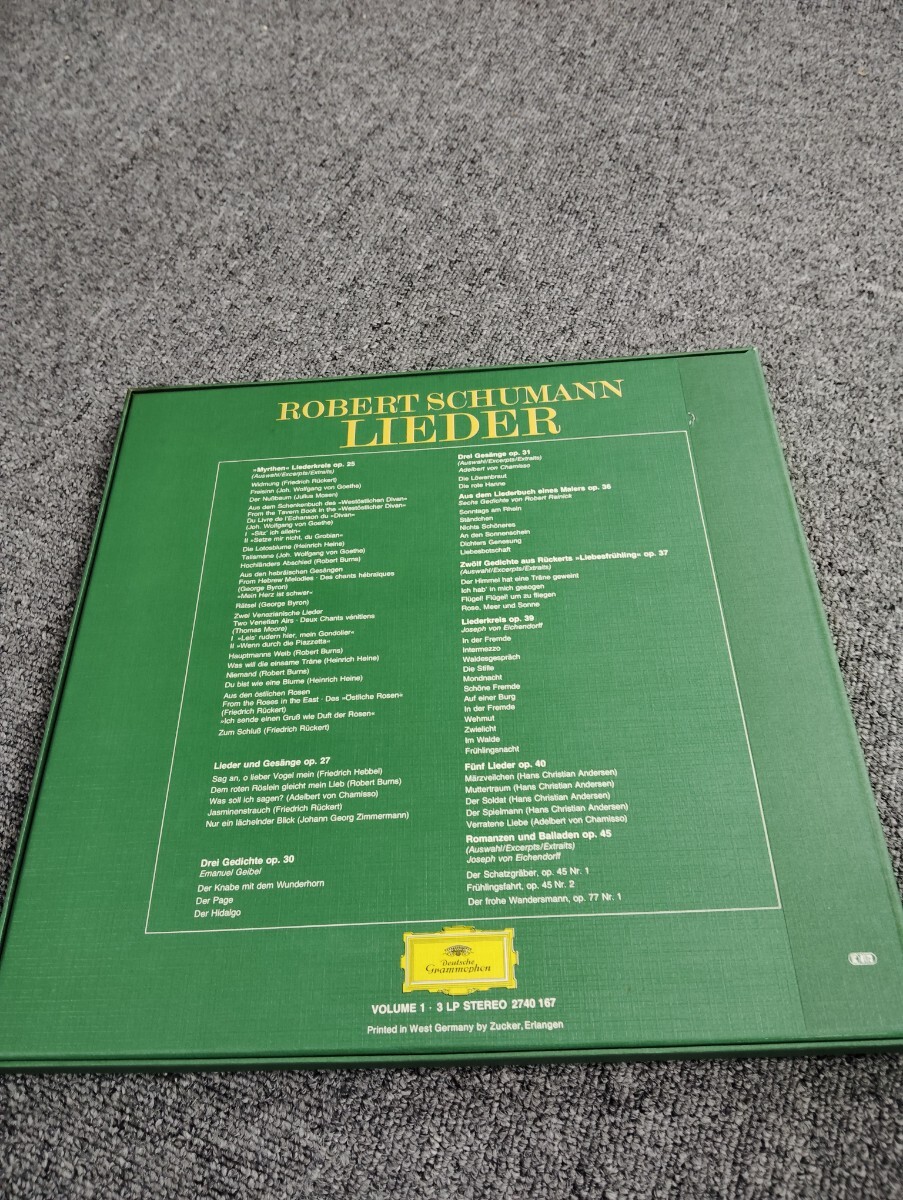 ROBERT SCHUMANN
LIEDER
»Myrthen« Liederkreis op. 25
(Auswahl/Excerpts/Extraits)
Widmung (Friedrich Rückert)
Freisinn (Joh. Wolfgang von Goethe)
Der Nußbaum (Julius Mosen)
Aus dem Schenkenbuch des »Westöstlichen Divan«
From the Tavern Book in the »Westöstlicher Divan«
Du Livre de l'Echanson du »Divan«
(Joh. Wolfgang von Goethe)
I »Sitz' ich allein«
II »Setze mir nicht, du Grobian«
Die Lotosblume (Heinrich Heine)
Talismane (Joh. Wolfgang von Goethe)
Hochländers Abschied (Robert Burns)
Aus den hebräischen Gesängen
From Hebrew Melodies · Des chants hébraïques
(George Byron)
»Mein Herz ist schwer«
Rätsel (George Byron)
Zwei Venezianische Lieder
Two Venetian Airs · Deux Chants vénitiens
(Thomas Moore)
I »Leis' rudern hier, mein Gondolier«
II »Wenn durch die Piazzetta«
Hauptmanns Weib (Robert Burns)
Was will die einsame Träne (Heinrich Heine)
Niemand (Robert Burns)
Du bist wie eine Blume (Heinrich Heine)
Aus den östlichen Rosen
From the Roses in the East · Des »Östliche Rosen«
(Friedrich Rückert)
»Ich sende einen Gruß wie Duft der Rosen«
Zum Schluß (Friedrich Rückert)
Lieder und Gesänge op. 27
Sag an, o lieber Vogel mein (Friedrich Hebbel)
Dem roten Röslein gleicht mein Lieb (Robert Burns)
Was soll ich sagen? (Adelbert von Chamisso)
Jasminenstrauch (Friedrich Rückert)
Nur ein lächelnder Blick (Johann Georg Zimmermann)
Drei Gedichte op. 30
Emanuel Geibel
Der Knabe mit dem Wunderhorn
Der Page
Der Hidalgo
Drei Gesänge op. 31
(Auswahl/Excerpts/Extraits)
Adelbert von Chamisso
Die Löwenbraut
Die rote Hanne
Aus dem Liederbuch eines Malers op. 36
Sechs Gedichte von Robert Reinick
Sonntags am Rhein
Ständchen
Nichts Schöneres
An den Sonnenschein
Dichters Genesung
Liebesbotschaft
Zwölf Gedichte aus Rückerts »Liebesfrühling« op. 37
(Auswahl/Excerpts/Extraits)
Der Himmel hat eine Träne geweint
Ich hab' in mich gesogen
Flügel! Flügel! um zu fliegen
Rose, Meer und Sonne
Liederkreis op. 39
Joseph von Eichendorff
In der Fremde
Intermezzo
Waldesgespräch
Die Stille
Mondnacht
Schöne Fremde
Auf einer Burg
In der Fremde
Wehmut
Zwielicht
Im Walde
Frühlingsnacht
Fünf Lieder op. 40
Märzveilchen (Hans Christian Andersen)
Muttertraum (Hans Christian Andersen)
Der Soldat (Hans Christian Andersen)
Der Spielmann (Hans Christian Andersen)
Verratene Liebe (Adelbert von Chamisso)
Romanzen und Balladen op. 45
(Auswahl/Excerpts/Extraits)
Joseph von Eichendorff
Der Schatzgräber, op. 45 Nr. 1
Frühlingsfahrt, op. 45 Nr. 2
Der frohe Wandersmann, op. 77 Nr. 1
Deutsche
Grammophon
VOLUME 1 · 3 LP STEREO 2740 167
Printed in West Germany by Zucker, Erlangen